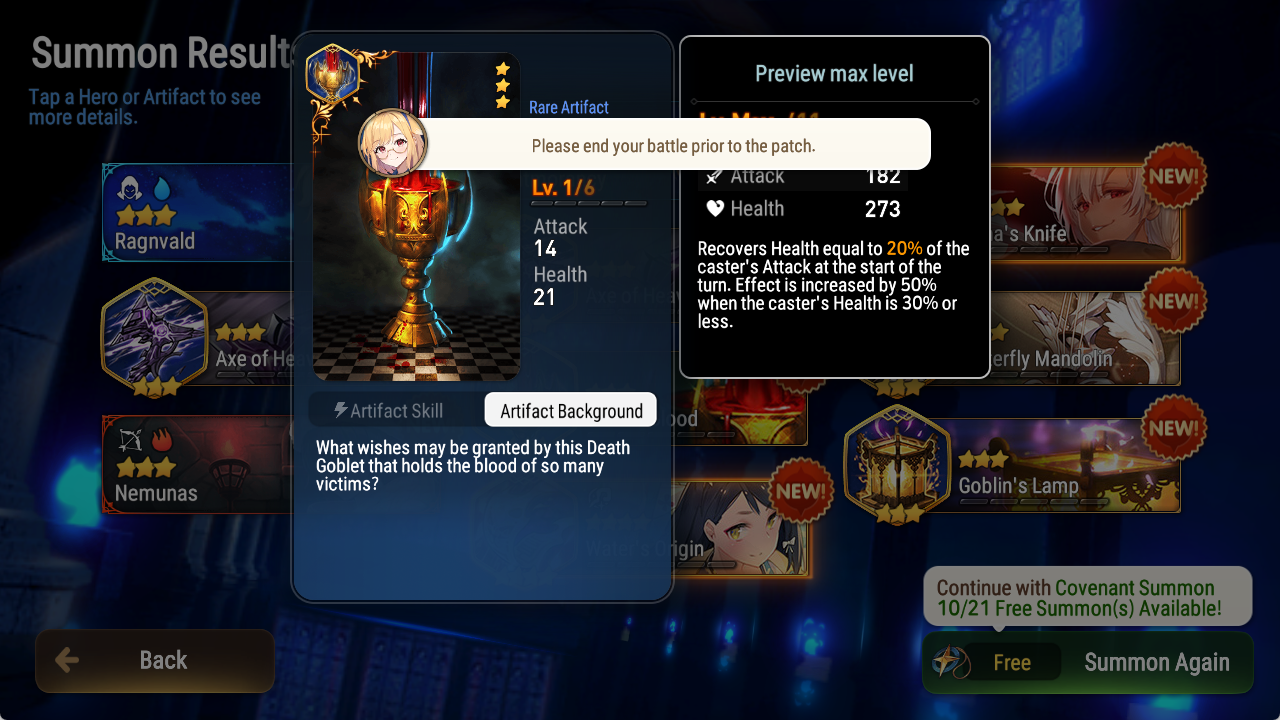 Summon Results
Tap a Hero or Artifact to see
more details.
Ragnvald
Axe of He
Nemunas
Rare Artifact
Please end your battle prior to the patch.
Lv. 1/6
Attack
14
Health
21
Artifact Skill
Artifact Background
What wishes may be granted by this Death
Goblet that holds the blood of so many
victims?
Preview max level
Attack 182
Health 273
Recovers Health equal to 20% of the
caster's Attack at the start of the
turn. Effect is increased by 50%
when the caster's Health is 30% or
less.
ood
NEW!
Origin
NEW!
a's Knife
NEW!
erfly Mandolin
NEW!
Goblin's Lamp
Continue with Covenant Summon
10/21 Free Summon(s) Available!
Back
Free
Summon Again